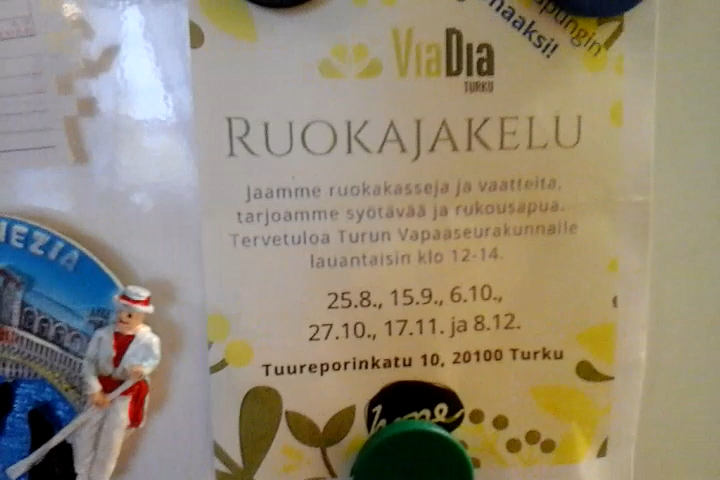 ViaDia
TURKU
RUOKAJAKELU
Jaamme ruokakasseja ja vaatteita,
tarjoamme syötävää ja rukousapua.
Tervetuloa Turun Vapaaseurakunnalle
lauantaisin klo 12-14.
25.8., 15.9., 6.10.,
27.10., 17.11. ja 8.12.
Tuureporinkatu 10, 20100 Turku